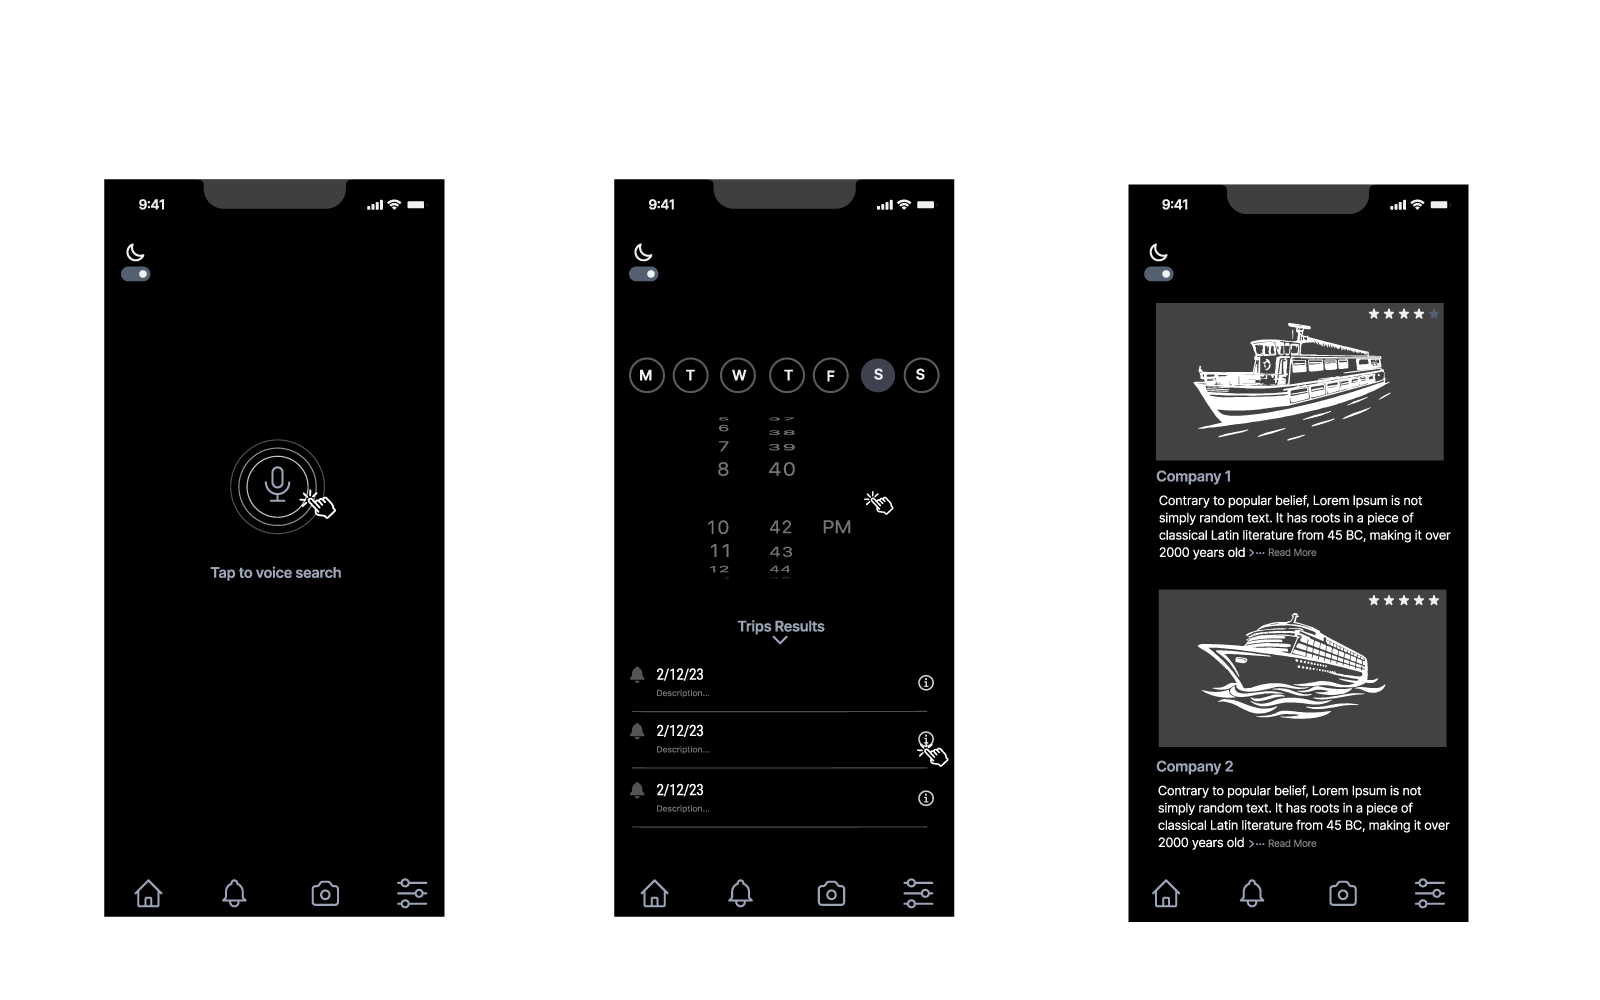 9:41
Tap to voice search
9:41
M T W T F S S
5 37
6 38
7 39
8 40
10 42 PM
11 43
12 44
Trips Results
2/12/23
Description...
2/12/23
Description...
2/12/23
Description...
9:41
Company 1
Contrary to popular belief, Lorem Ipsum is not
simply random text. It has roots in a piece of
classical Latin literature from 45 BC, making it over
2000 years old >··· Read More
Company 2
Contrary to popular belief, Lorem Ipsum is not
simply random text. It has roots in a piece of
classical Latin literature from 45 BC, making it over
2000 years old >··· Read More